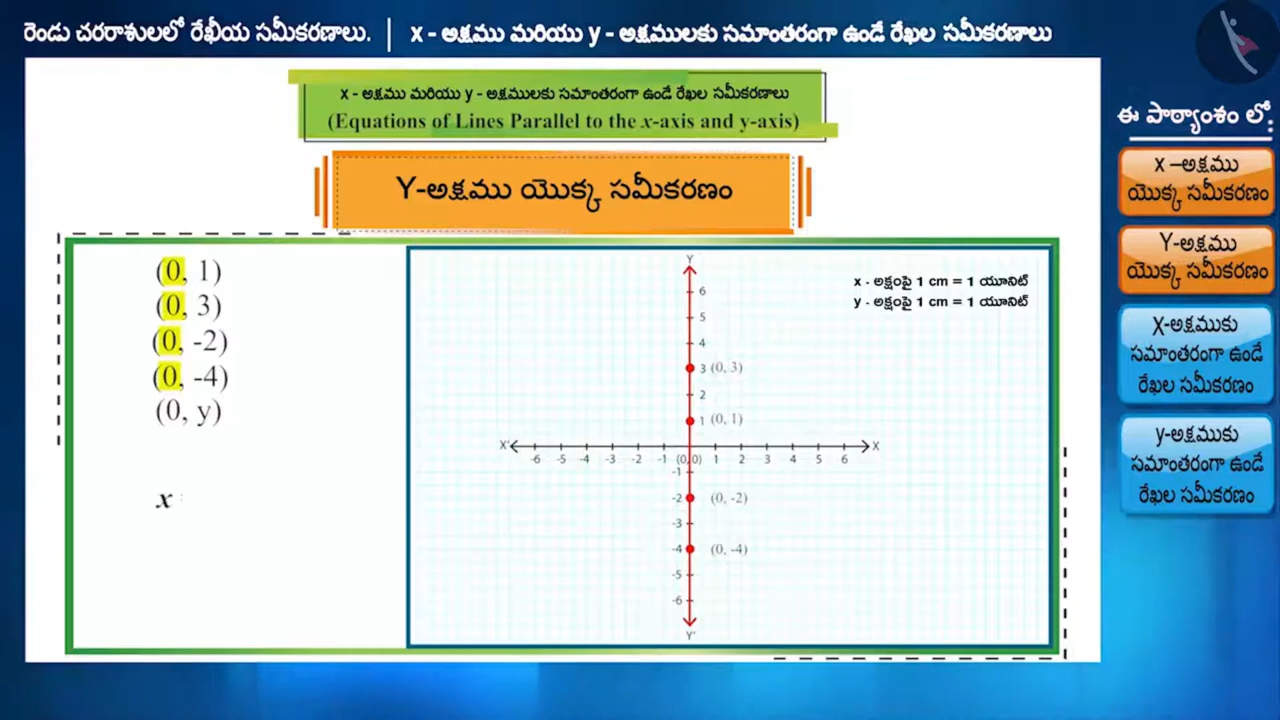 రెండు చరరాశులలో రేఖీయ సమీకరణాలు. | x - అక్షము మరియు y - అక్షములకు సమాంతరంగా ఉండే రేఖల సమీకరణాలు
x - అక్షము మరియు y - అక్షములకు సమాంతరంగా ఉండే రేఖల సమీకరణాలు
(Equations of Lines Parallel to the x-axis and y-axis)
Y-అక్షము యొక్క సమీకరణం
(0, 1)
(0, 3)
(0, -2)
(0, -4)
(0, y)
x
x - అక్షంపై 1 cm = 1 యూనిట్
y - అక్షంపై 1 cm = 1 యూనిట్
Y
6
5
4
3 (0, 3)
2
1 (0, 1)
X' X
-6 -5 -4 -3 -2 -1 (0,0) 1 2 3 4 5 6
-1
-2 (0, -2)
-3
-4 (0, -4)
-5
-6
Y'
ఈ పాఠ్యాంశం లో:
x –అక్షము
యొక్క సమీకరణం
Y-అక్షము
యొక్క సమీకరణం
X-అక్షముకు
సమాంతరంగా ఉండే
రేఖల సమీకరణం
y-అక్షముకు
సమాంతరంగా ఉండే
రేఖల సమీకరణం